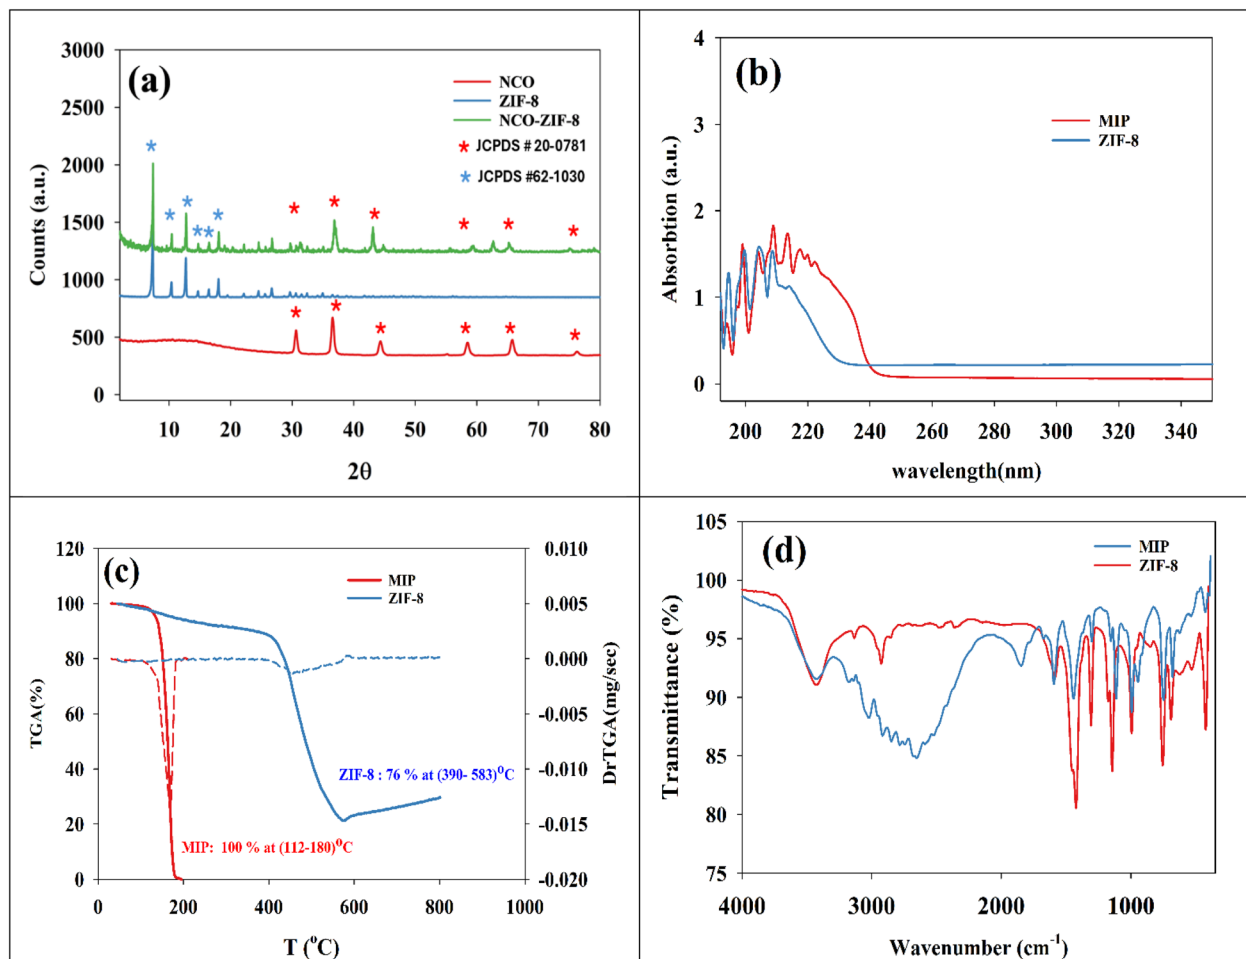 (a)
3000
2500
2000
1500
1000
500
0
Counts (a.u.)
NCO
ZIF-8
NCO-ZIF-8
JCPDS # 20-0781
JCPDS #62-1030
10 20 30 40 50 60 70 80
2θ
(b)
4
3
2
1
0
Absorbtion (a.u.)
MIP
ZIF-8
200 220 240 260 280 300 320 340
wavelength(nm)
(c)
120
100
80
60
40
20
0
TGA(%)
MIP
ZIF-8
0.010
0.005
0.000
-0.005
-0.010
-0.015
-0.020
DrTGA(mg/sec)
ZIF-8 : 76 % at (390- 583)⁰C
MIP: 100 % at (112-180)⁰C
0 200 400 600 800 1000
T (⁰C)
(d)
105
100
95
90
85
80
75
Transmittance (%)
MIP
ZIF-8
4000 3000 2000 1000
Wavenumber (cm⁻¹)